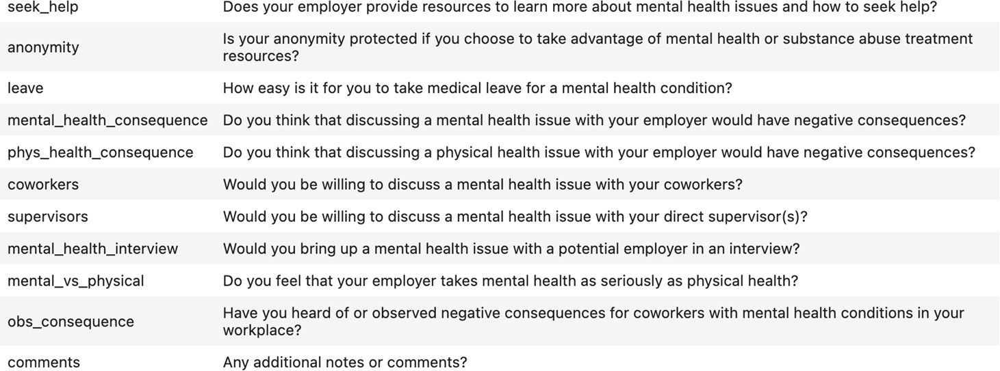 seek_help Does your employer provide resources to learn more about mental health issues and how to seek help?
anonymity Is your anonymity protected if you choose to take advantage of mental health or substance abuse treatment
resources?
leave How easy is it for you to take medical leave for a mental health condition?
mental_health_consequence Do you think that discussing a mental health issue with your employer would have negative consequences?
phys_health_consequence Do you think that discussing a physical health issue with your employer would have negative consequences?
coworkers Would you be willing to discuss a mental health issue with your coworkers?
supervisors Would you be willing to discuss a mental health issue with your direct supervisor(s)?
mental_health_interview Would you bring up a mental health issue with a potential employer in an interview?
mental_vs_physical Do you feel that your employer takes mental health as seriously as physical health?
obs_consequence Have you heard of or observed negative consequences for coworkers with mental health conditions in your
workplace?
comments Any additional notes or comments?